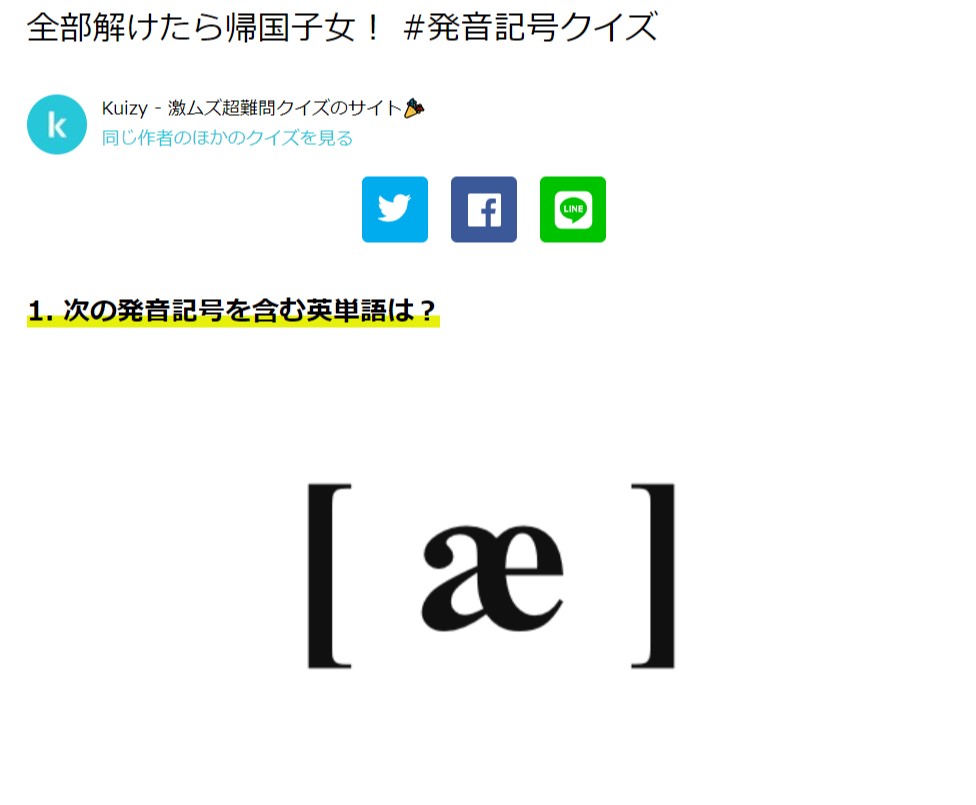 全部解けたら帰国子女！ #発音記号クイズ
k
Kuizy - 激ムズ超難問クイズのサイト🎉
同じ作者のほかのクイズを見る
LINE
1. 次の発音記号を含む英単語は？
[ æ ]